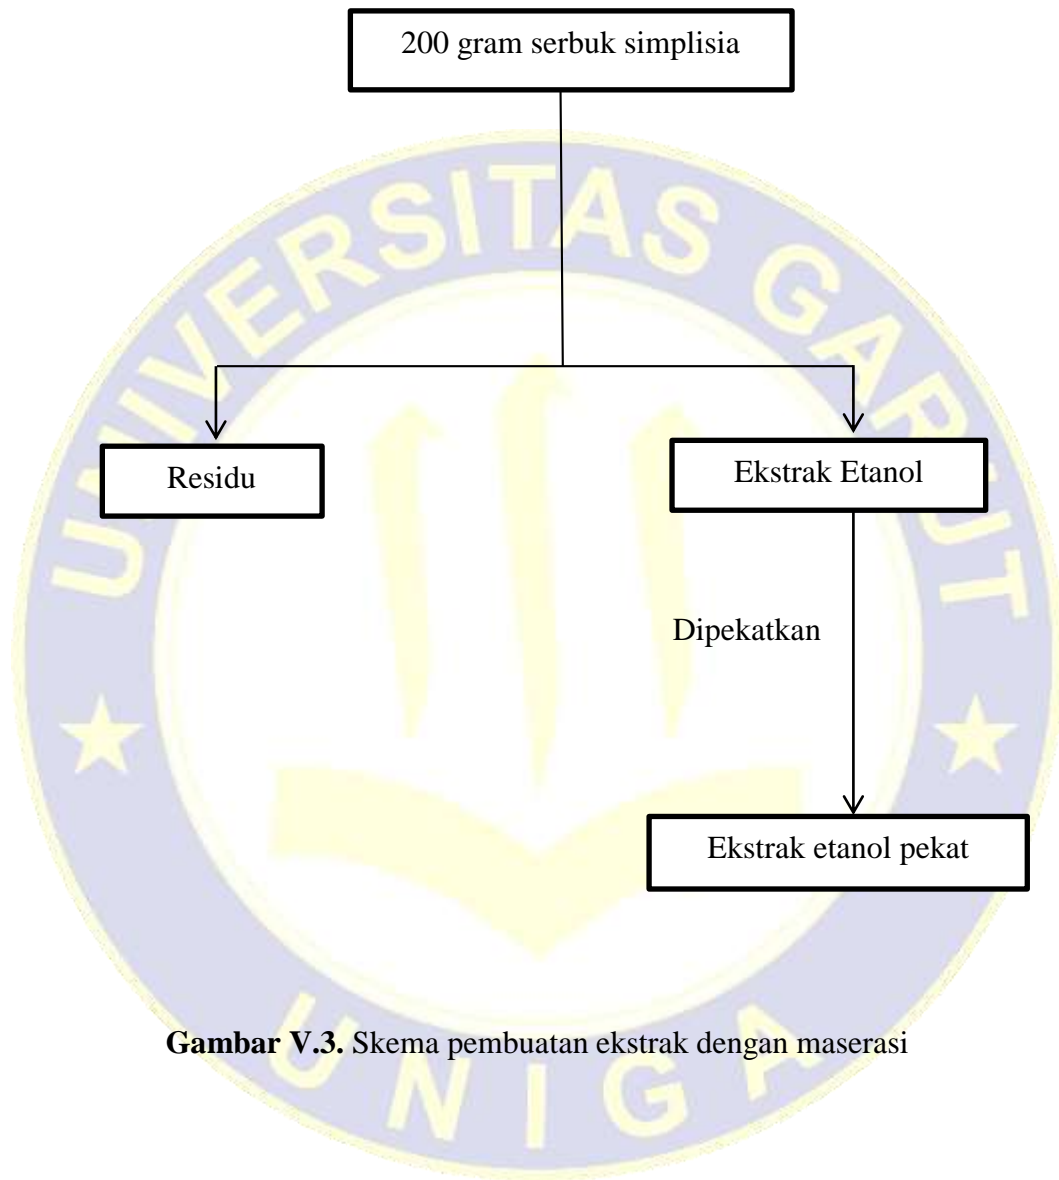 200 gram serbuk simplisia
UNIVERSITAS GARUT
Residu
Ekstrak Etanol
Dipekatkan
Ekstrak etanol pekat
Gambar V.3. Skema pembuatan ekstrak dengan maserasi
UNIGA